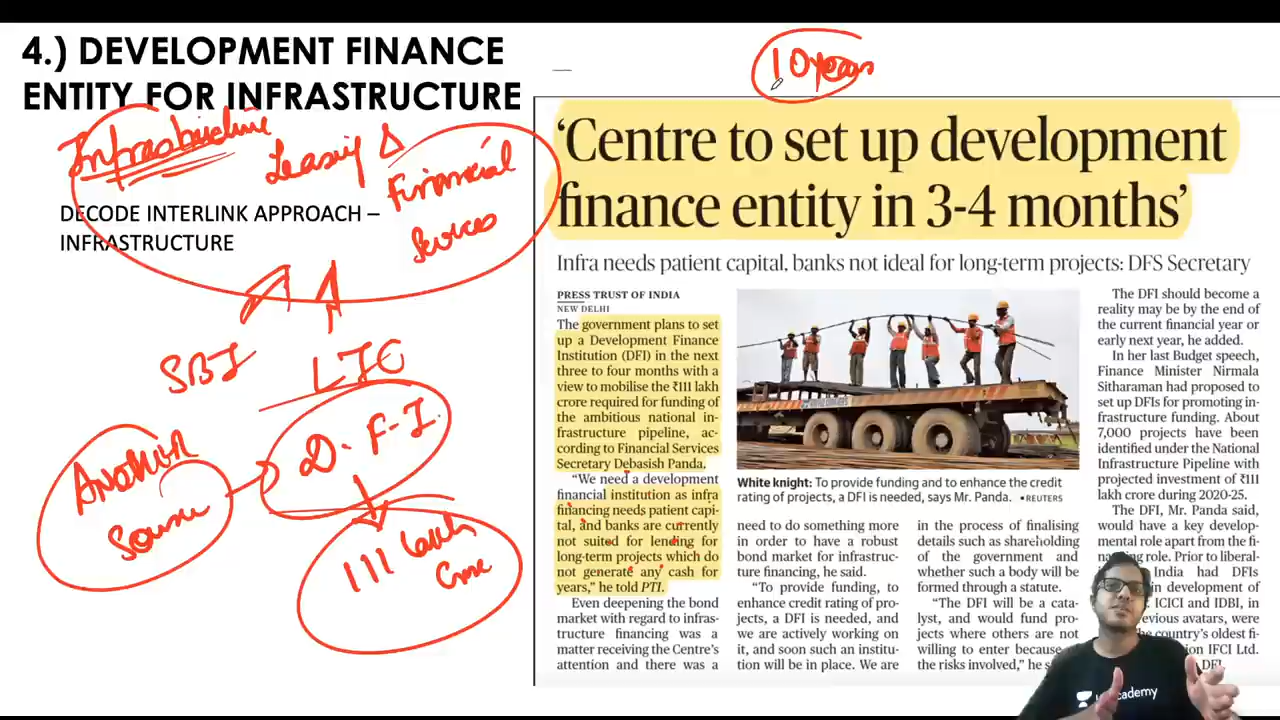 4.) DEVELOPMENT FINANCE
ENTITY FOR INFRASTRUCTURE
Infrastructure
Leasing &
Financial
Services
DECODE INTERLINK APPROACH –
INFRASTRUCTURE
SBI
LIC
D.F.I.
Another
Source
111 Lakh
Crore
10 years
‘Centre to set up development
finance entity in 3-4 months’
Infra needs patient capital, banks not ideal for long-term projects: DFS Secretary
PRESS TRUST OF INDIA
NEW DELHI
The government plans to set
up a Development Finance
Institution (DFI) in the next
three to four months with a
view to mobilise the ₹111 lakh
crore required for funding of
the ambitious national in-
frastructure pipeline, ac-
cording to Financial Services
Secretary Debasish Panda.
“We need a development
financial institution as infra
financing needs patient capi-
tal, and banks are currently
not suited for lending for
long-term projects which do
not generate any cash for
years,” he told PTI.
Even deepening the bond
market with regard to infras-
tructure financing was a
matter receiving the Centre’s
attention and there was a
White knight: To provide funding and to enhance the credit
rating of projects, a DFI is needed, says Mr. Panda. ▪REUTERS
need to do something more
in order to have a robust
bond market for infrastruc-
ture financing, he said.
“To provide funding, to
enhance credit rating of pro-
jects, a DFI is needed, and
we are actively working on
it, and soon such an institu-
tion will be in place. We are
in the process of finalising
details such as shareholding
of the government and
whether such a body will be
formed through a statute.
“The DFI will be a cata-
lyst, and would fund pro-
jects where others are not
willing to enter because of
the risks involved,” he
The DFI should become a
reality may be by the end of
the current financial year or
early next year, he added.
In her last Budget speech,
Finance Minister Nirmala
Sitharaman had proposed to
set up DFIs for promoting in-
frastructure funding. About
7,000 projects have been
identified under the National
Infrastructure Pipeline with
projected investment of ₹111
lakh crore during 2020-25.
The DFI, Mr. Panda said,
would have a key develop-
mental role apart from the fi-
nancing role. Prior to liberal-
India had DFIs
in development of
ICICI and IDBI, in
were
country’s oldest fi-
IFCI Ltd.
DFI.